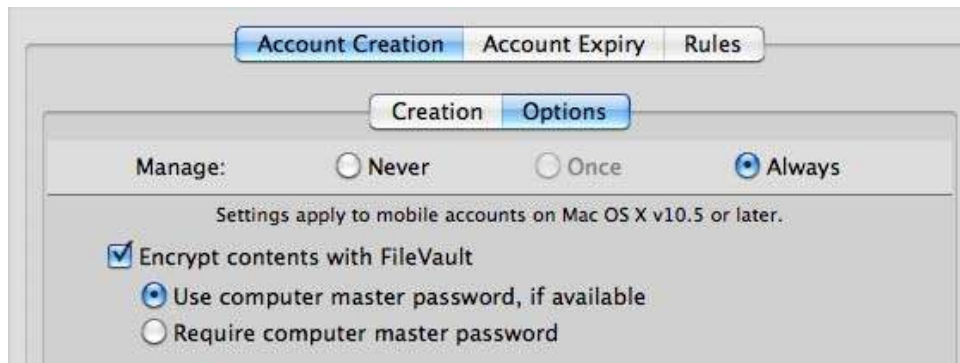 Account Creation Account Expiry Rules
Creation Options
Manage: Never Once Always
Settings apply to mobile accounts on Mac OS X v10.5 or later.
Encrypt contents with FileVault
Use computer master password, if available
Require computer master password